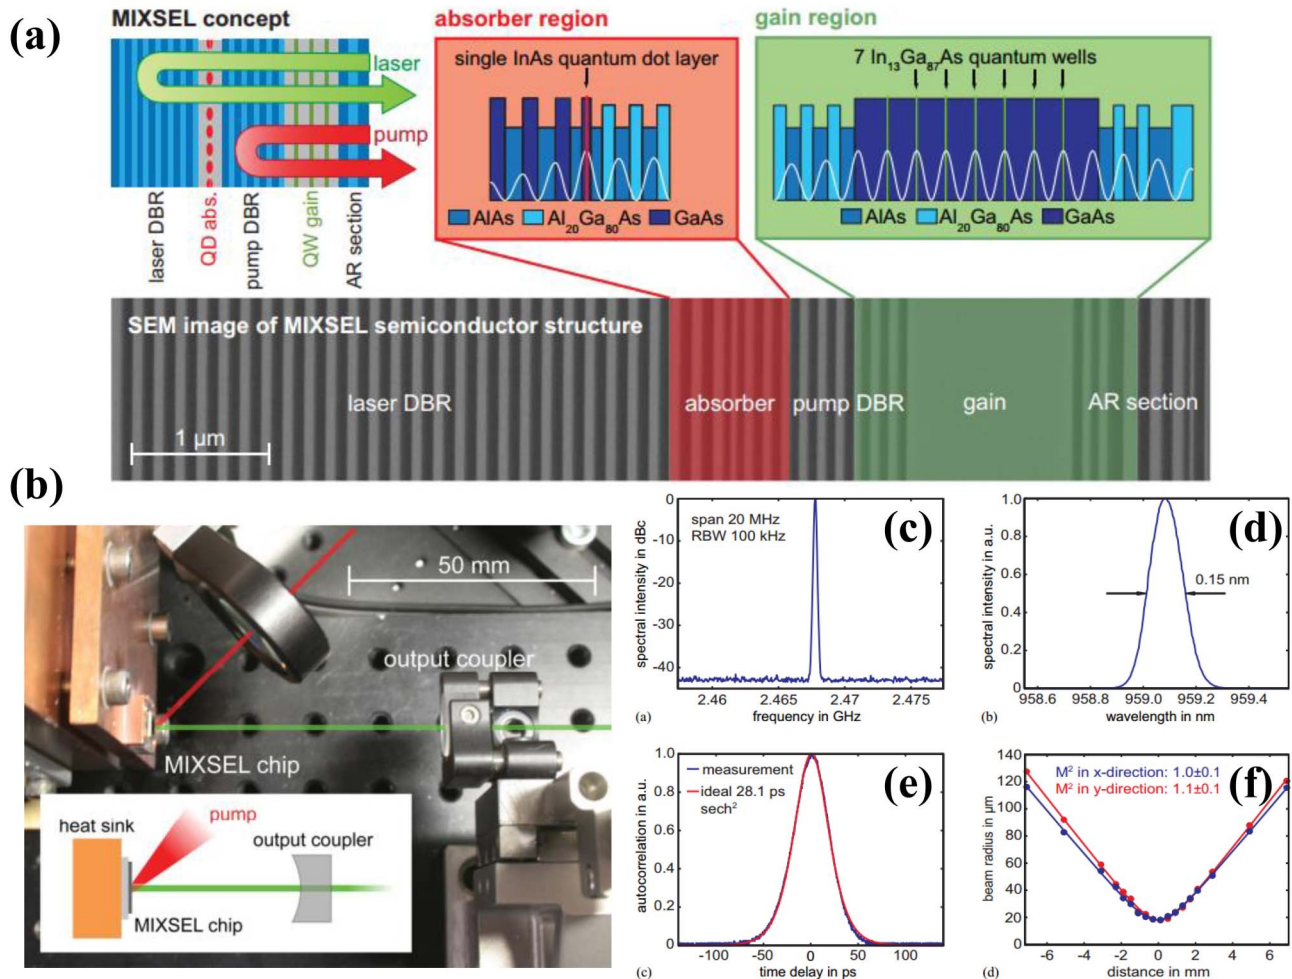 (a)
MIXSEL concept
laser
pump
laser DBR
QD abs.
pump DBR
QW gain
AR section
absorber region
single InAs quantum dot layer
AlAs
Al20Ga80As
GaAs
gain region
7 In13Ga87As quantum wells
AlAs
Al20Ga80As
GaAs
SEM image of MIXSEL semiconductor structure
laser DBR
absorber
pump DBR
gain
AR section
1 µm
(b)
50 mm
output coupler
MIXSEL chip
heat sink
pump
output coupler
MIXSEL chip
(c)
span 20 MHz
RBW 100 kHz
spectral intensity in dBc
0
-10
-20
-30
-40
2.46
2.465
2.47
2.475
(a)
frequency in GHz
(d)
spectral intensity in a.u.
1.0
0.8
0.6
0.4
0.2
0
0.15 nm
958.6
958.8
959.0
959.2
959.4
(b)
wavelength in nm
(e)
measurement
ideal 28.1 ps
sech2
autocorrelation in a.u.
1.0
0.8
0.6
0.4
0.2
0
-100
-50
0
50
100
(c)
time delay in ps
(f)
M2 in x-direction: 1.0±0.1
M2 in y-direction: 1.1±0.1
beam radius in µm
140
120
100
80
60
40
20
0
-6
-4
-2
0
2
4
6
(d)
distance in mm